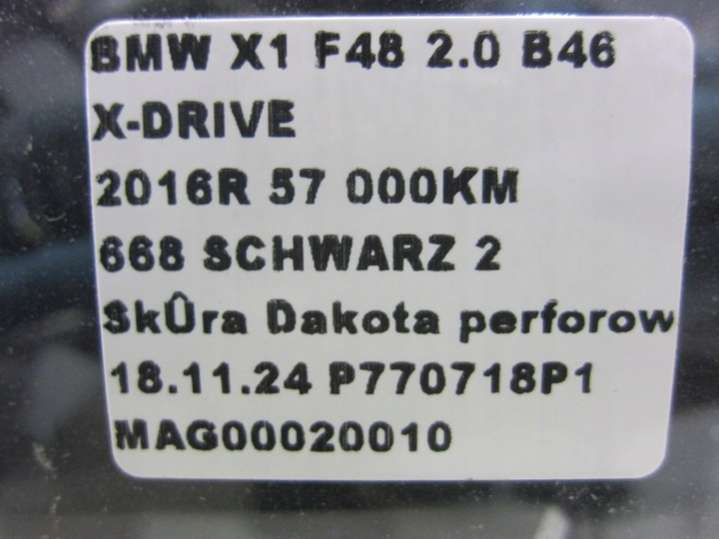 BMW X1 F48 2.0 B46
X-DRIVE
2016R 57 000KM
668 SCHWARZ 2
SkÛra Dakota perforow
18.11.24 P770718P1
MAG00020010